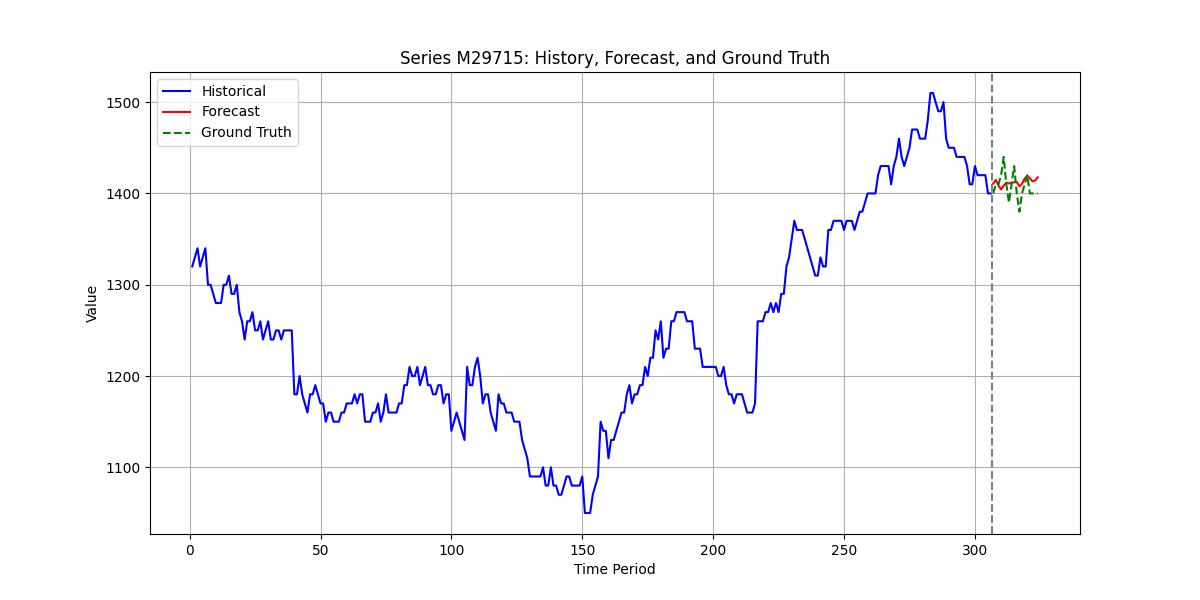 Series M29715: History, Forecast, and Ground Truth
Historical
Forecast
Ground Truth
1500
1400
1300
1200
1100
Value
0 50 100 150 200 250 300
Time Period